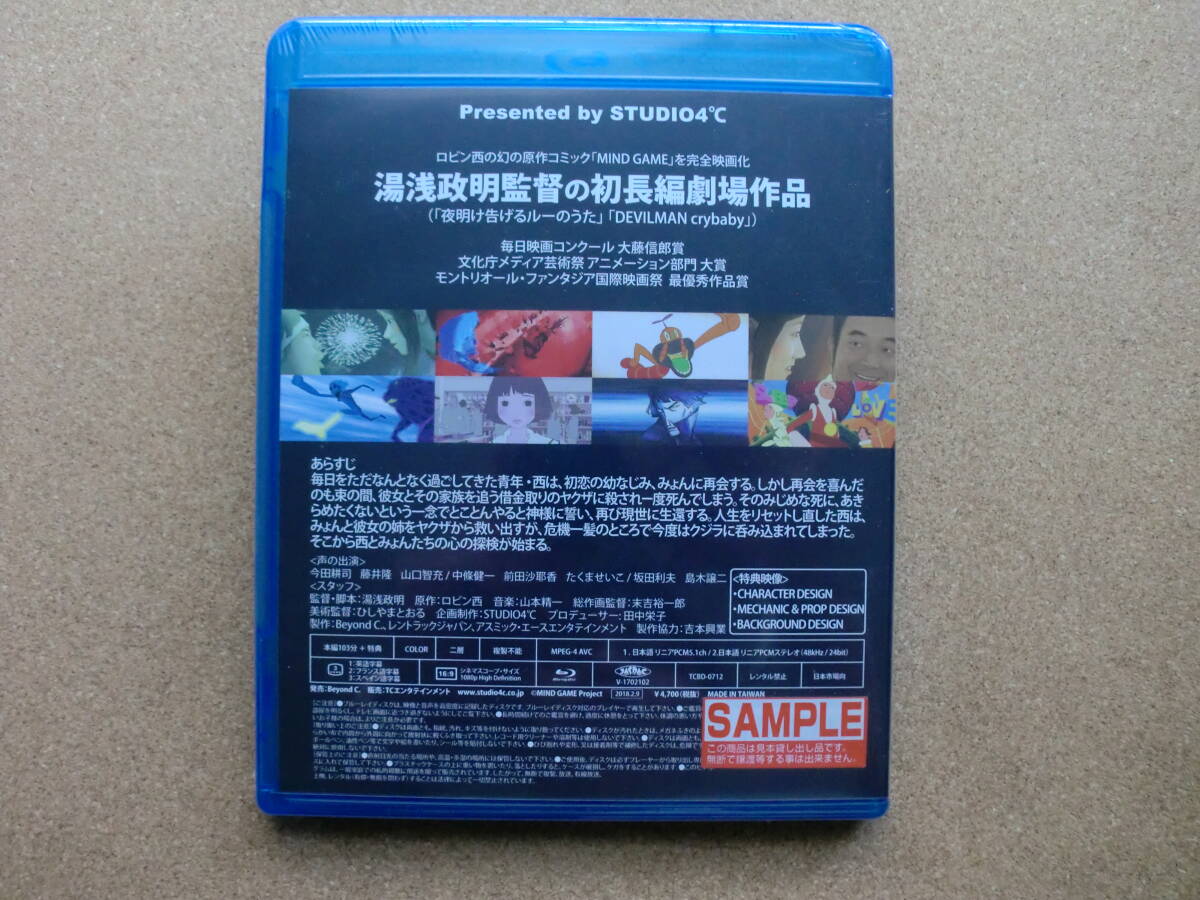 Presented by STUDIO4℃
ロビン西の幻の原作コミック「MIND GAME」を完全映画化
湯浅政明監督の初長編劇場作品
(「夜明け告げるルーのうた」「DEVILMAN crybaby」)
毎日映画コンクール 大藤信郎賞
文化庁メディア芸術祭 アニメーション部門 大賞
モントリオール・ファンタジア国際映画祭 最優秀作品賞
LOVE
あらすじ
毎日をただなんとなく過ごしてきた青年・西は、初恋の幼なじみ、みょんに再会する。しかし再会を喜んだ
のも束の間、彼女とその家族を追う借金取りのヤクザに殺され一度死んでしまう。そのみじめな死に、あき
らめたくないという一念でとことんやると神様に誓い、再び現世に生還する。人生をリセットし直した西は、
みょんと彼女の姉をヤクザから救い出すが、危機一髪のところで今度はクジラに呑み込まれてしまった。
そこから西とみょんたちの心の探検が始まる。
<声の出演>
今田耕司 藤井隆 山口智充/中條健一 前田沙耶香 たくませいこ/坂田利夫 島木譲二
<スタッフ>
監督・脚本:湯浅政明 原作:ロビン西 音楽:山本精一 総作画監督:末吉裕一郎
美術監督:ひしやまとおる 企画制作:STUDIO4℃ プロデューサー:田中栄子
製作:Beyond C.、レントラックジャパン、アスミック・エースエンタテインメント 製作協力:吉本興業
<特典映像>
・CHARACTER DESIGN
・MECHANIC & PROP DESIGN
・BACKGROUND DESIGN
本編103分+特典 COLOR 二層 複製不能 MPEG-4 AVC 1.日本語 リニアPCM5.1ch/2.日本語 リニアPCMステレオ(48kHz/24bit)
3 1:英語字幕 2:フランス語字幕 3:スペイン語字幕 16:9 シネマスコープ・サイズ 1080p High Definition Blu-ray Disc V-1702102 TCBD-0712 レンタル禁止 日本市場向
発売:Beyond C. 販売:TCエンタテインメント www.studio4c.co.jp ©MIND GAME Project 2018.2.9 ¥4,700(税抜) MADE IN TAIWAN
SAMPLE
この商品は見本貸し出し品です。
無断で譲渡等する事は出来ません。